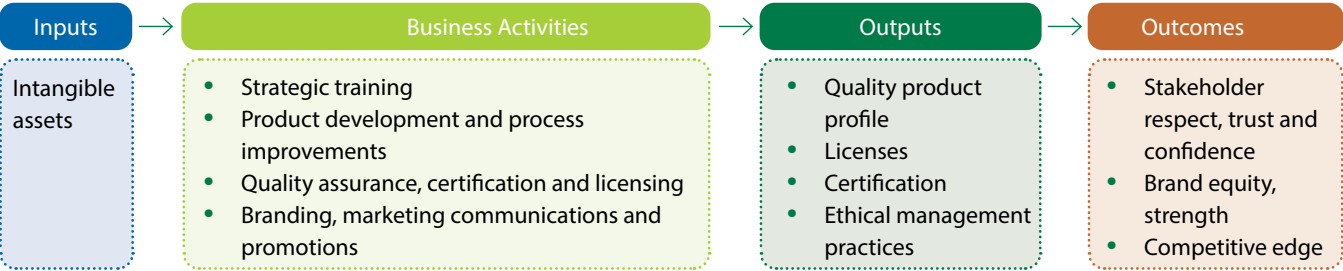 Inputs
Business Activities
Outputs
Outcomes
Intangible
assets
• Strategic training
• Product development and process
improvements
• Quality assurance, certification and licensing
• Branding, marketing communications and
promotions
• Quality product
profile
• Licenses
• Certification
• Ethical management
practices
• Stakeholder
respect, trust and
confidence
• Brand equity,
strength
• Competitive edge